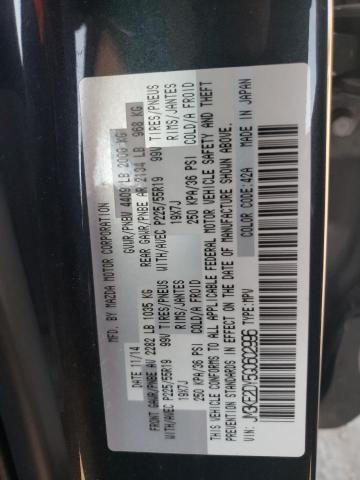 MFD. BY MAZDA MOTOR CORPORATION
DATE 11/14 GVWR/PNBV 4409 LB 2000 KG
FRONT GAWR/PNBE AV 2282 LB 1035 KG REAR GAWR/PNBE AR 2134 LB 968 KG
WITH/AVEC P225/55R19 99V TIRES/PNEUS WITH/AVEC P225/55R19 99V TIRES/PNEUS
19X7J RIMS/JANTES 19X7J RIMS/JANTES
250 KPA/36 PSI COLD/A FROID 250 KPA/36 PSI COLD/A FROID
THIS VEHICLE CONFORMS TO ALL APPLICABLE FEDERAL MOTOR VEHICLE SAFETY AND THEFT
PREVENTION STANDARDS IN EFFECT ON THE DATE OF MANUFACTURE SHOWN ABOVE.
VIN: TYPE: MPV COLOR CODE: 42A MADE IN JAPAN